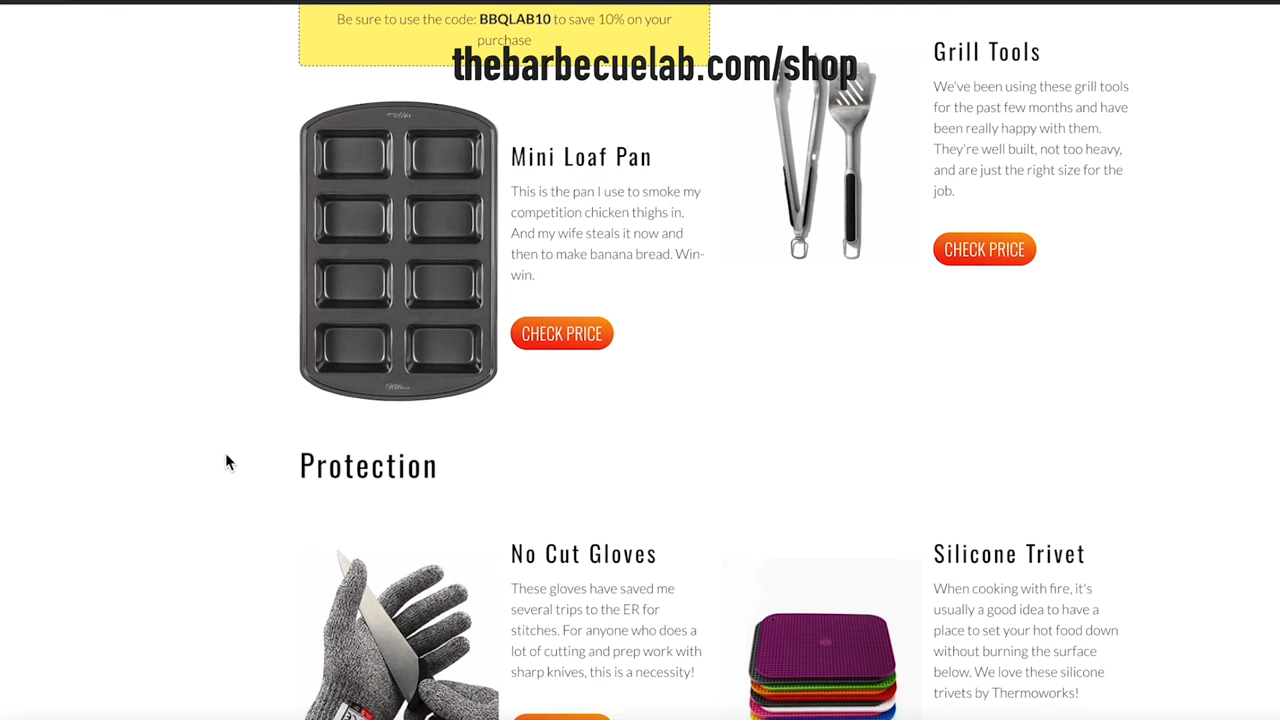 Be sure to use the code: BBQLAB10 to save 10% on your
purchase
thebarbecuelab.com/shop
Mini Loaf Pan
This is the pan I use to smoke my
competition chicken thighs in.
And my wife steals it now and
then to make banana bread. Win-
win.
CHECK PRICE
Grill Tools
We've been using these grill tools
for the past few months and have
been really happy with them.
They're well built, not too heavy,
and are just the right size for the
job.
CHECK PRICE
Protection
No Cut Gloves
These gloves have saved me
several trips to the ER for
stitches. For anyone who does a
lot of cutting and prep work with
sharp knives, this is a necessity!
Silicone Trivet
When cooking with fire, it's
usually a good idea to have a
place to set your hot food down
without burning the surface
below. We love these silicone
trivets by Thermoworks!